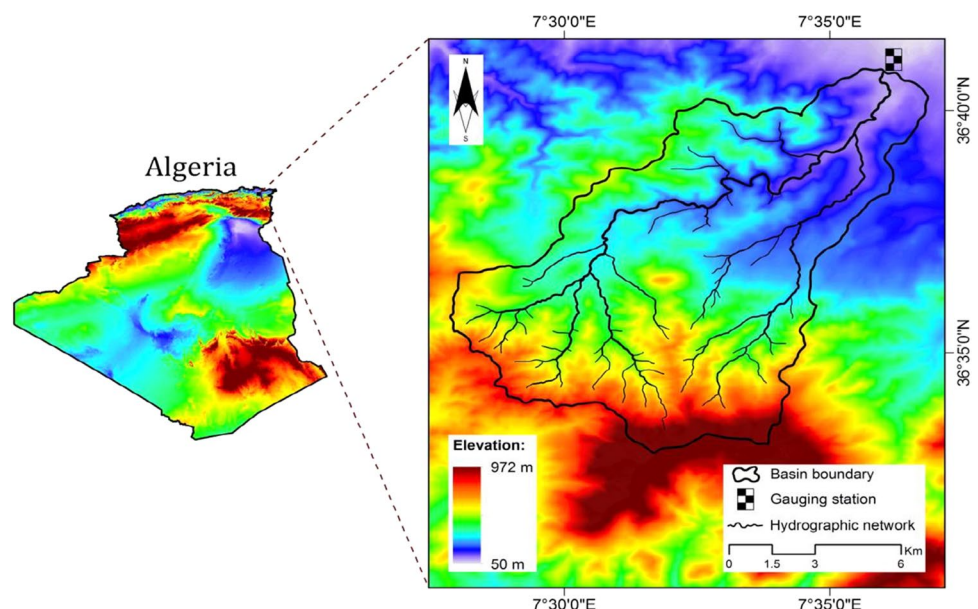 7°30'0"E
7°35'0"E
N
S
36°40'0"N
Algeria
36°35'0"N
Elevation:
972 m
50 m
Basin boundary
Gauging station
Hydrographic network
Km
0
1.5
3
6
7°30'0"E
7°35'0"E